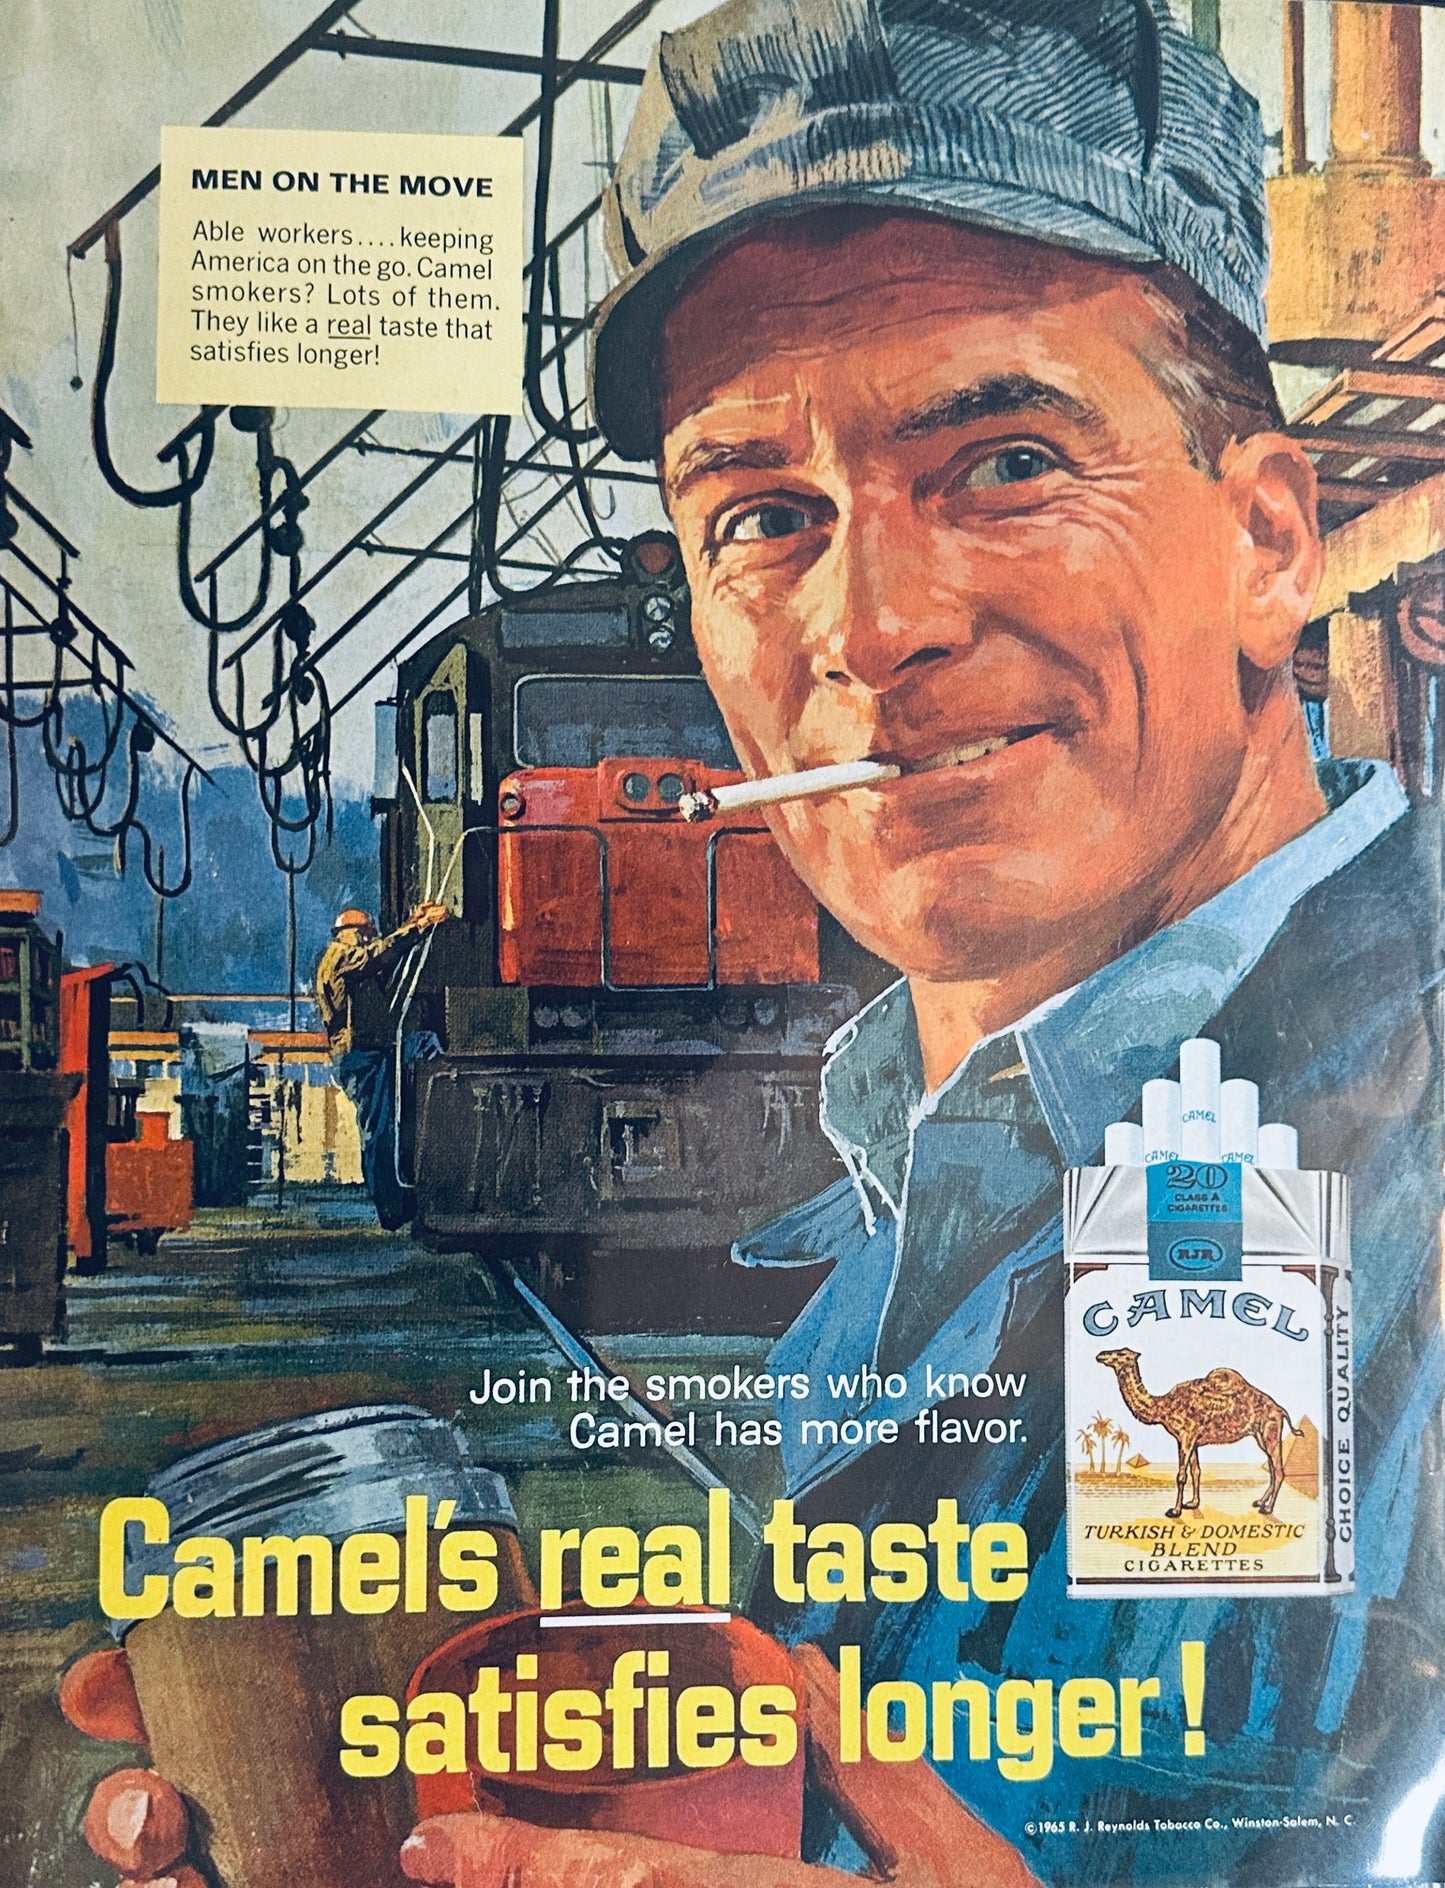 MEN ON THE MOVE
Able workers....keeping
America on the go. Camel
smokers? Lots of them.
They like a real taste that
satisfies longer!
CAMEL
CAMEL
CAMEL
20
CLASS A
CIGARETTES
RJR
CAMEL
CHOICE QUALITY
TURKISH & DOMESTIC
BLEND
CIGARETTES
Join the smokers who know
Camel has more flavor.
Camel's real taste
satisfies longer!
©1965 R. J. Reynolds Tobacco Co., Winston-Salem, N. C.